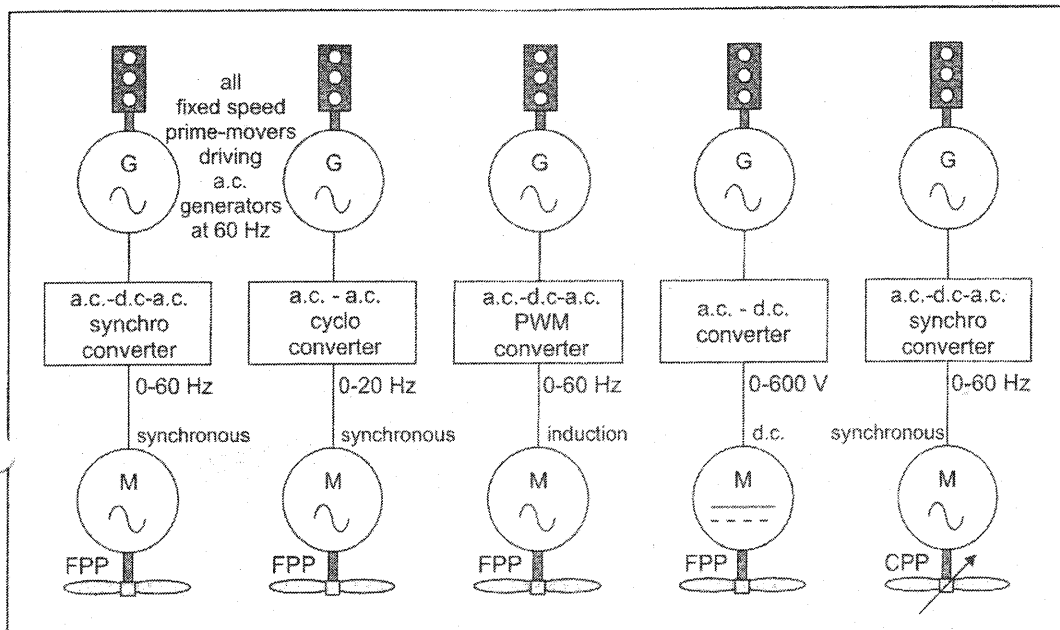 all
fixed speed
prime-movers
driving
a.c.
generators
at 60 Hz
G
G
G
G
G
a.c.-d.c-a.c.
synchro
converter
a.c. - a.c.
cyclo
converter
a.c.-d.c-a.c.
PWM
converter
a.c. - d.c.
converter
a.c.-d.c-a.c.
synchro
converter
0-60 Hz
0-20 Hz
0-60 Hz
0-600 V
0-60 Hz
synchronous
synchronous
induction
d.c.
synchronous
M
M
M
M
M
FPP
FPP
FPP
FPP
CPP